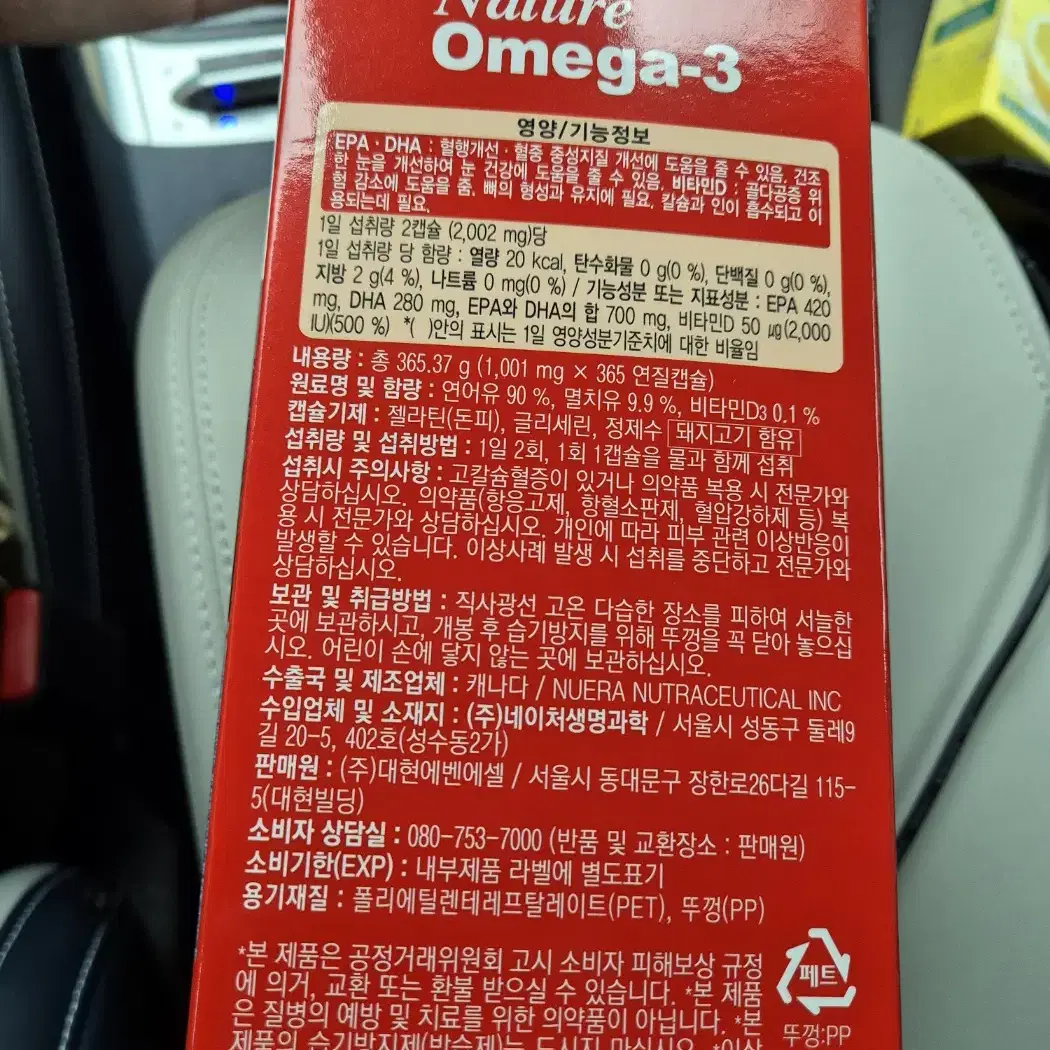 Nature
Omega-3
영양/기능정보
EPA · DHA : 혈행개선 · 혈중 중성지질 개선에 도움을 줄 수 있음, 건조
한 눈을 개선하여 눈 건강에 도움을 줄 수 있음, 비타민D : 골다공증 위
험 감소에 도움을 줌. 뼈의 형성과 유지에 필요. 칼슘과 인이 흡수되고 이
용되는데 필요.
1일 섭취량 2캡슐 (2,002 mg)당
1일 섭취량 당 함량 : 열량 20 kcal, 탄수화물 0 g(0 %), 단백질 0 g(0 %),
지방 2 g(4 %), 나트륨 0 mg(0 %) / 기능성분 또는 지표성분 : EPA 420
mg, DHA 280 mg, EPA와 DHA의 합 700 mg, 비타민D 50 ㎍(2,000
IU)(500 %) *( )안의 표시는 1일 영양성분기준치에 대한 비율임
내용량 : 총 365.37 g (1,001 mg × 365 연질캡슐)
원료명 및 함량 : 연어유 90 %, 멸치유 9.9 %, 비타민D3 0.1 %
캡슐기제 : 젤라틴(돈피), 글리세린, 정제수 돼지고기 함유
섭취량 및 섭취방법 : 1일 2회, 1회 1캡슐을 물과 함께 섭취
섭취시 주의사항 : 고칼슘혈증이 있거나 의약품 복용 시 전문가와
상담하십시오. 의약품(항응고제, 항혈소판제, 혈압강하제 등) 복
용 시 전문가와 상담하십시오. 개인에 따라 피부 관련 이상반응이
발생할 수 있습니다. 이상사례 발생 시 섭취를 중단하고 전문가와
상담하십시오.
보관 및 취급방법 : 직사광선 고온 다습한 장소를 피하여 서늘한
곳에 보관하시고, 개봉 후 습기방지를 위해 뚜껑을 꼭 닫아 놓으십
시오. 어린이 손에 닿지 않는 곳에 보관하십시오.
수출국 및 제조업체 : 캐나다 / NUERA NUTRACEUTICAL INC
수입업체 및 소재지 : (주)네이처생명과학 / 서울시 성동구 둘레9
길 20-5, 402호(성수동2가)
판매원 : (주)대현에벤에셀 / 서울시 동대문구 장한로26다길 115-
5(대현빌딩)
소비자 상담실 : 080-753-7000 (반품 및 교환장소 : 판매원)
소비기한(EXP) : 내부제품 라벨에 별도표기
용기재질 : 폴리에틸렌테레프탈레이트(PET), 뚜껑(PP)
*본 제품은 공정거래위원회 고시 소비자 피해보상 규정
에 의거, 교환 또는 환불 받으실 수 있습니다. *본 제품
은 질병의 예방 및 치료를 위한 의약품이 아닙니다. *본
제품의 습기방지제(방습제)는 드시지 마십시오. *이상
페트
뚜껑:PP